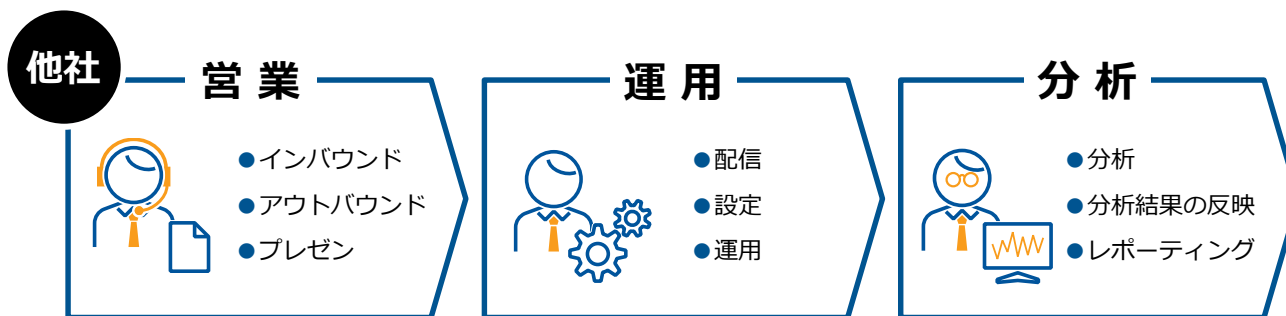 他社
営業
●インバウンド
●アウトバウンド
●プレゼン
運用
●配信
●設定
●運用
分析
●分析
●分析結果の反映
●レポーティング